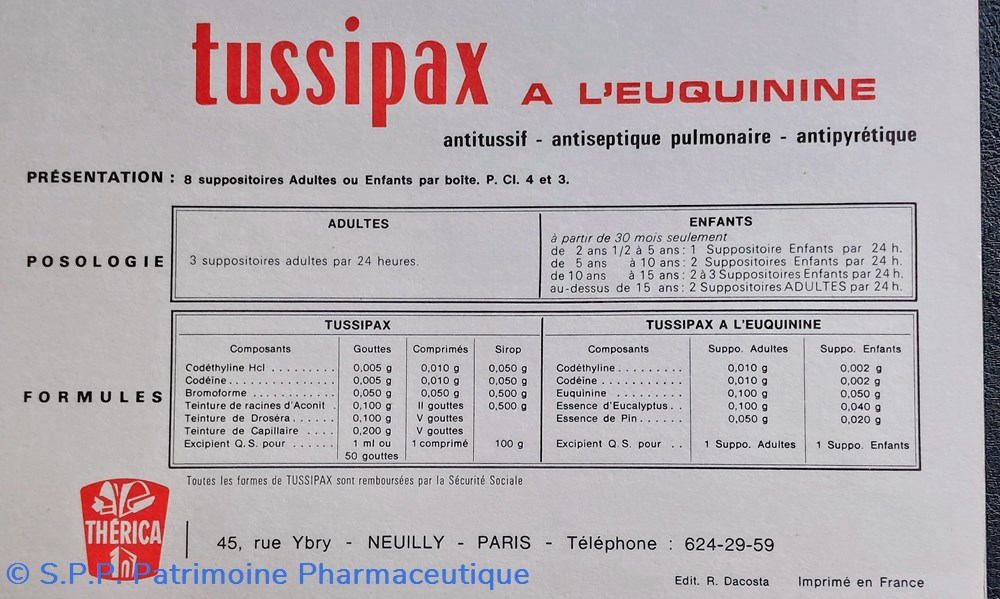 tussipax A L'EUQUININE
antitussif - antiseptique pulmonaire - antipyrétique
PRÉSENTATION : 8 suppositoires Adultes ou Enfants par boîte. P. Cl. 4 et 3.
POSOLOGIE
ADULTES
3 suppositoires adultes par 24 heures.
ENFANTS
à partir de 30 mois seulement
de 2 ans 1/2 à 5 ans : 1 Suppositoire Enfants par 24 h.
de 5 ans à 10 ans : 2 Suppositoires Enfants par 24 h.
de 10 ans à 15 ans : 2 à 3 Suppositoires Enfants par 24 h.
au-dessus de 15 ans : 2 Suppositoires ADULTES par 24 h.
FORMULES
TUSSIPAX
Composants Gouttes Comprimés Sirop
Codéthyline Hcl ......... 0,005 g 0,010 g 0,050 g
Codéine .............. 0,005 g 0,010 g 0,050 g
Bromoforme ............ 0,050 g 0,050 g 0,500 g
Teinture de racines d'Aconit . 0,100 g II gouttes 0,500 g
Teinture de Droséra ...... 0,100 g V gouttes
Teinture de Capillaire .... 0,200 g V gouttes
Excipient Q.S. pour ...... 1 ml ou 1 comprimé 100 g
50 gouttes
TUSSIPAX A L'EUQUININE
Composants Suppo. Adultes Suppo. Enfants
Codéthyline ......... 0,010 g 0,002 g
Codéine ........... 0,010 g 0,002 g
Euquinine .......... 0,100 g 0,050 g
Essence d'Eucalyptus .. 0,100 g 0,040 g
Essence de Pin ...... 0,050 g 0,020 g
Excipient Q.S. pour .. 1 Suppo. Adultes 1 Suppo. Enfants
Toutes les formes de TUSSIPAX sont remboursées par la Sécurité Sociale
THÉRICA
45, rue Ybry - NEUILLY - PARIS - Téléphone : 624-29-59
© S.P.P. Patrimoine Pharmaceutique
Edit. R. Dacosta Imprimé en France